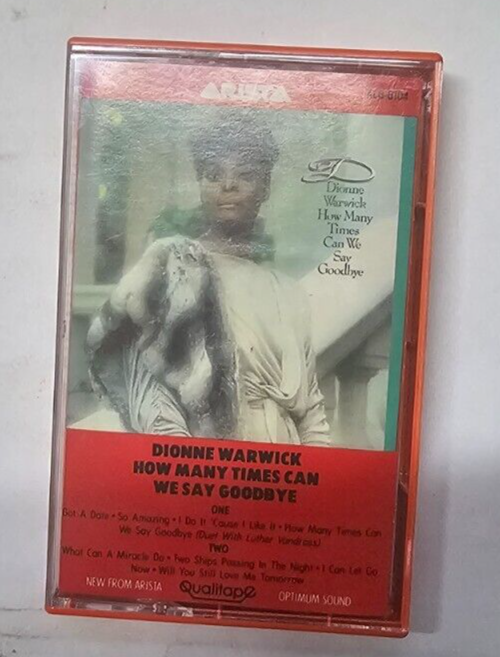 ARISTA
AC8-8104
Dionne
Warwick
How Many
Times
Can We
Say
Goodbye
DIONNE WARWICK
HOW MANY TIMES CAN
WE SAY GOODBYE
ONE
Got A Date • So Amazing • I Do It 'Cause I Like It • How Many Times Can
We Say Goodbye (Duet With Luther Vandross)
TWO
What Can A Miracle Do • Two Ships Passing In The Night • I Can Let Go
Now • Will You Still Love Me Tomorrow
NEW FROM ARISTA
Qualitape
OPTIMUM SOUND